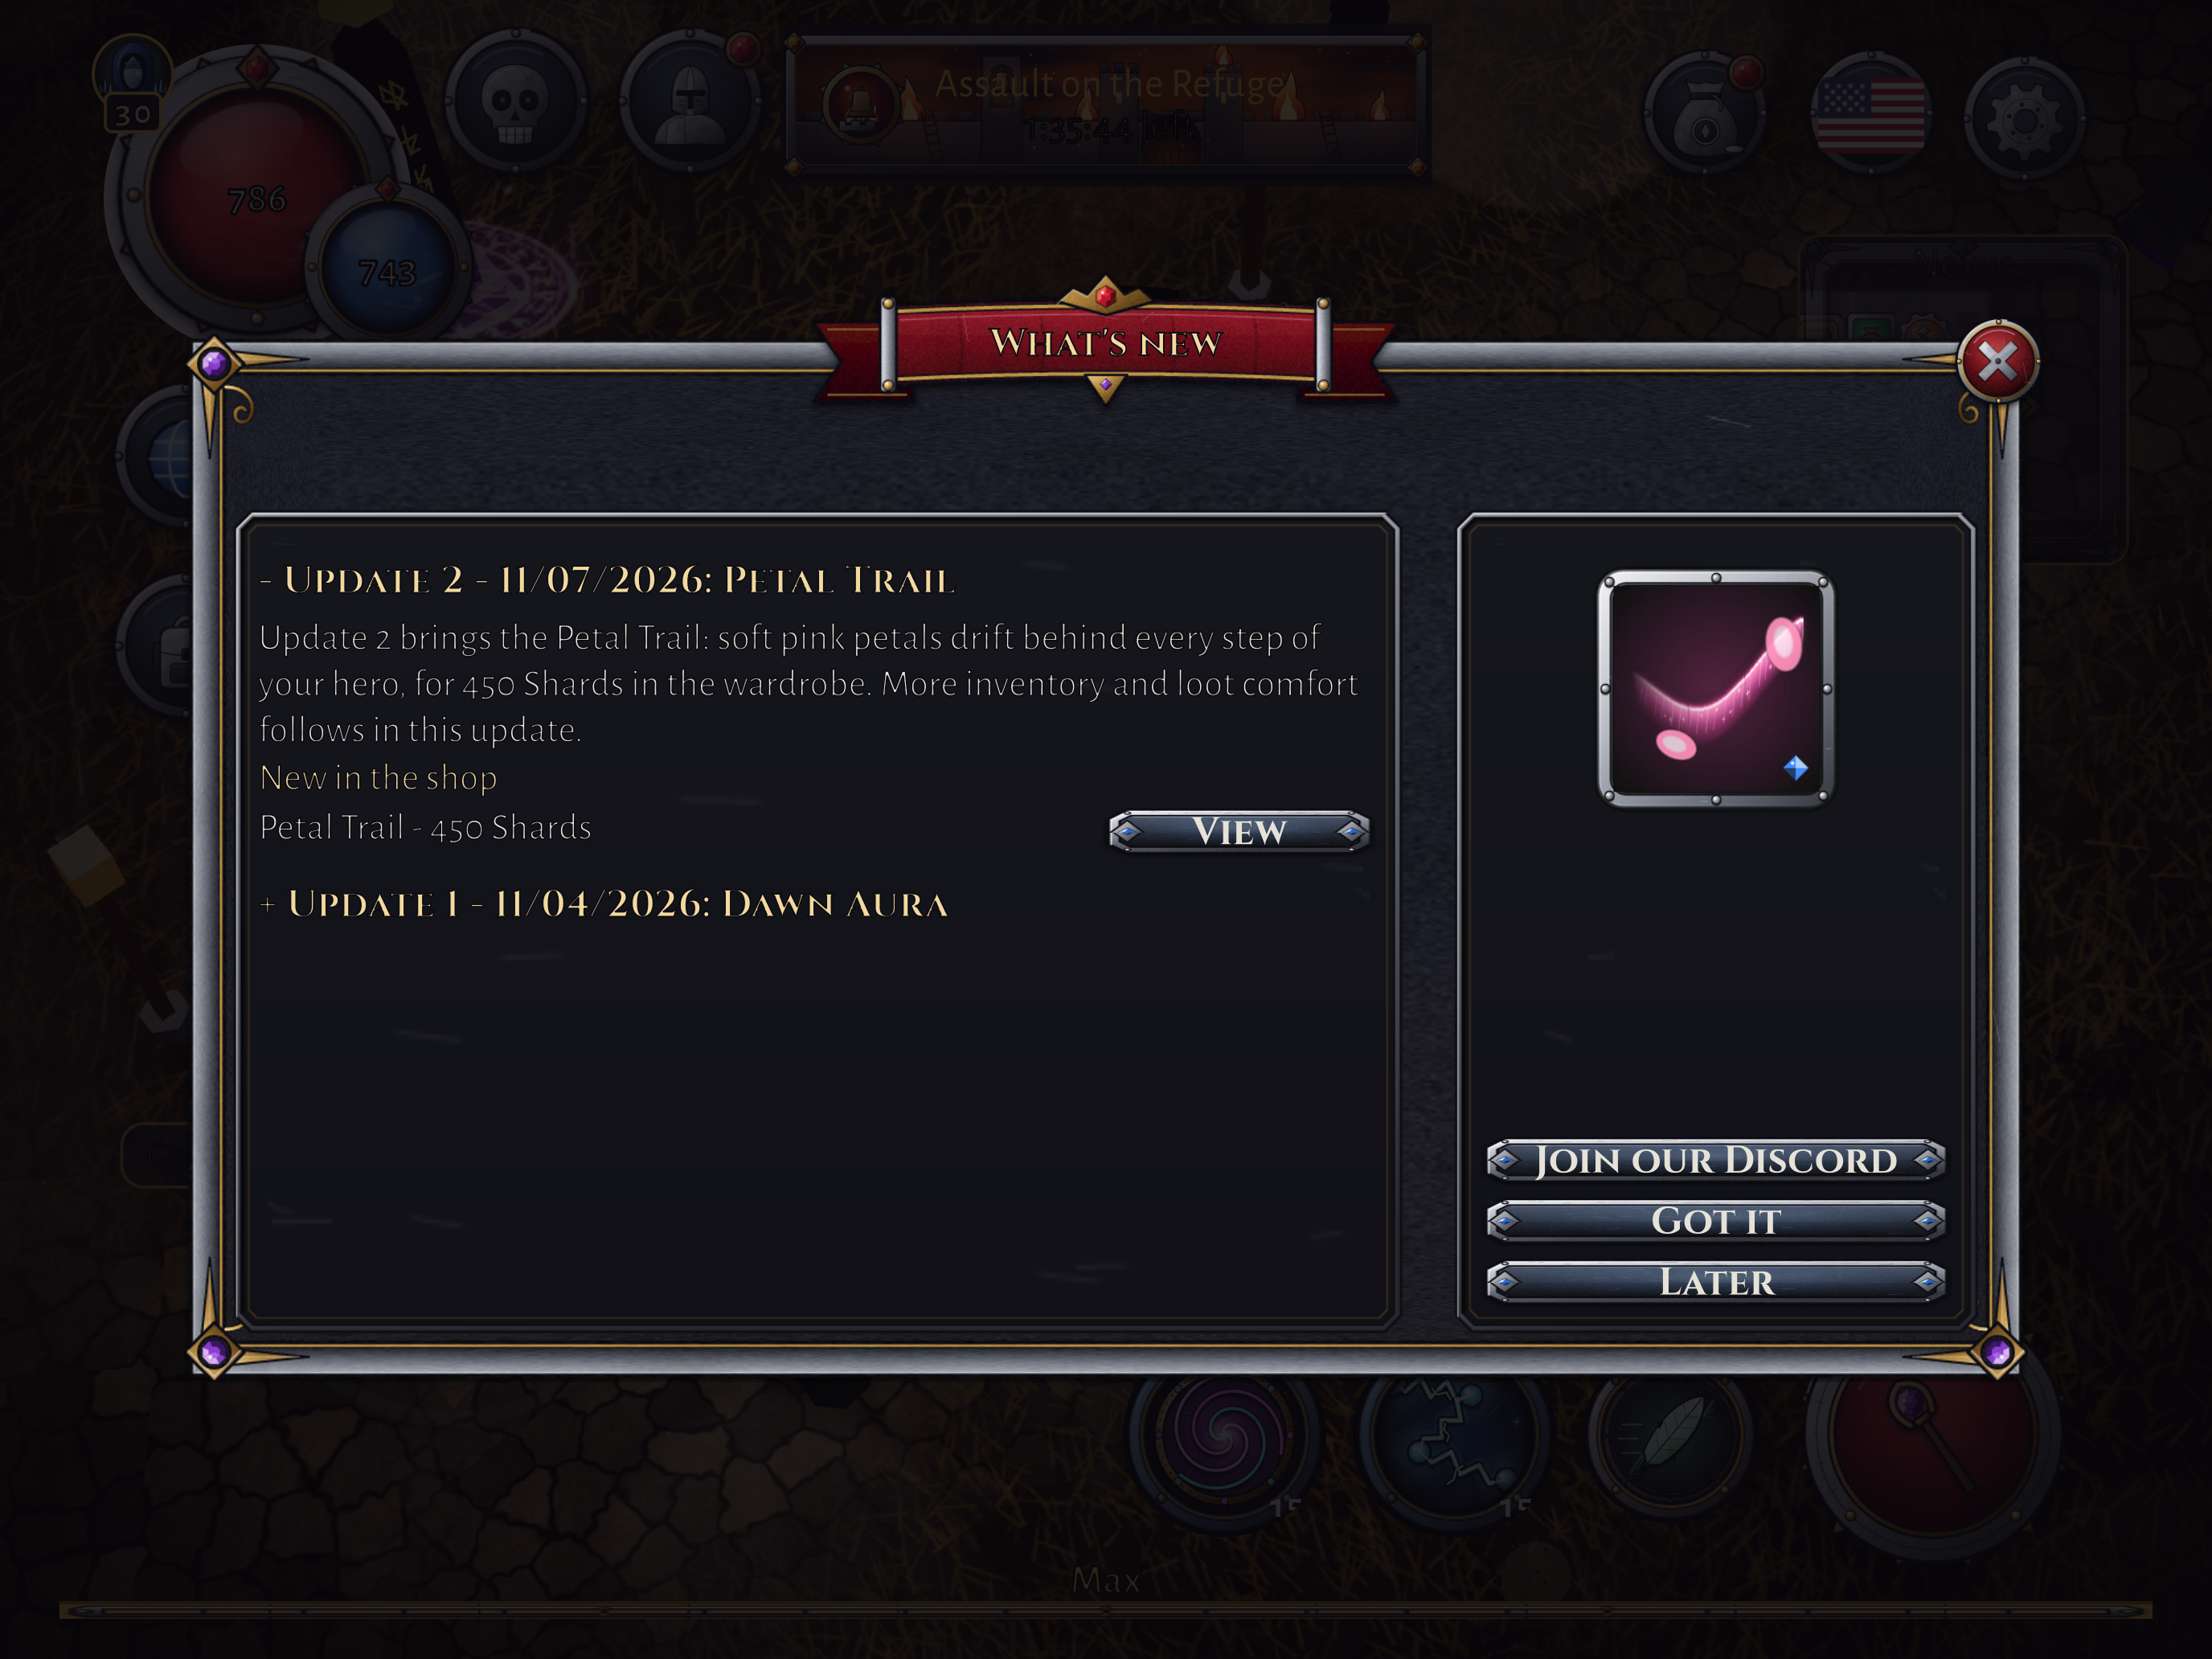 30
Assault on the Refuge
1:35:44 left
786
743
What's new
- Update 2 - 11/07/2026: Petal Trail
Update 2 brings the Petal Trail: soft pink petals drift behind every step of
your hero, for 450 Shards in the wardrobe. More inventory and loot comfort
follows in this update.
New in the shop
Petal Trail - 450 Shards
View
+ Update 1 - 11/04/2026: Dawn Aura
Join our Discord
Got it
Later
Max